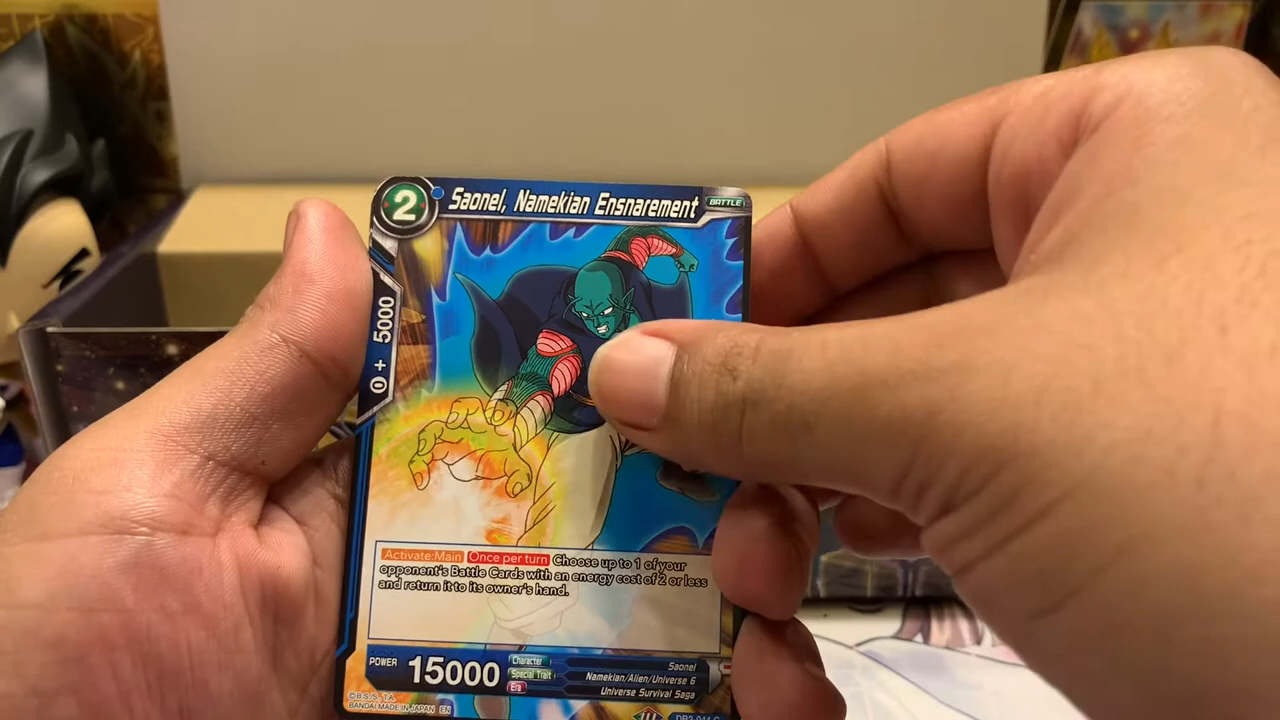 2
Saonel, Namekian Ensnarement
BATTLE
+ 5000
Activate:Main Once per turn Choose up to 1 of your
opponent's Battle Cards with an energy cost of 2 or less
and return it to its owner's hand.
POWER
15000
Character
Saonel
Special Trait
Namekian/Alien/Universe 6
Era
Universe Survival Saga
©B.S./S. T.A.
BANDAI MADE IN JAPAN EN
DB2-044 C